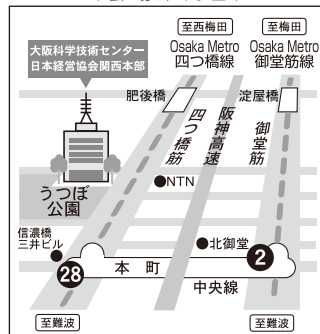 至西梅田
至梅田
大阪科学技術センター
日本経営協会関西本部
Osaka Metro
四つ橋線
Osaka Metro
御堂筋線
肥後橋
淀屋橋
四つ橋筋
阪神高速
御堂筋
NTN
うつぼ
公園
信濃橋
三井ビル
北御堂
2
28
本町
中央線
至難波
至難波